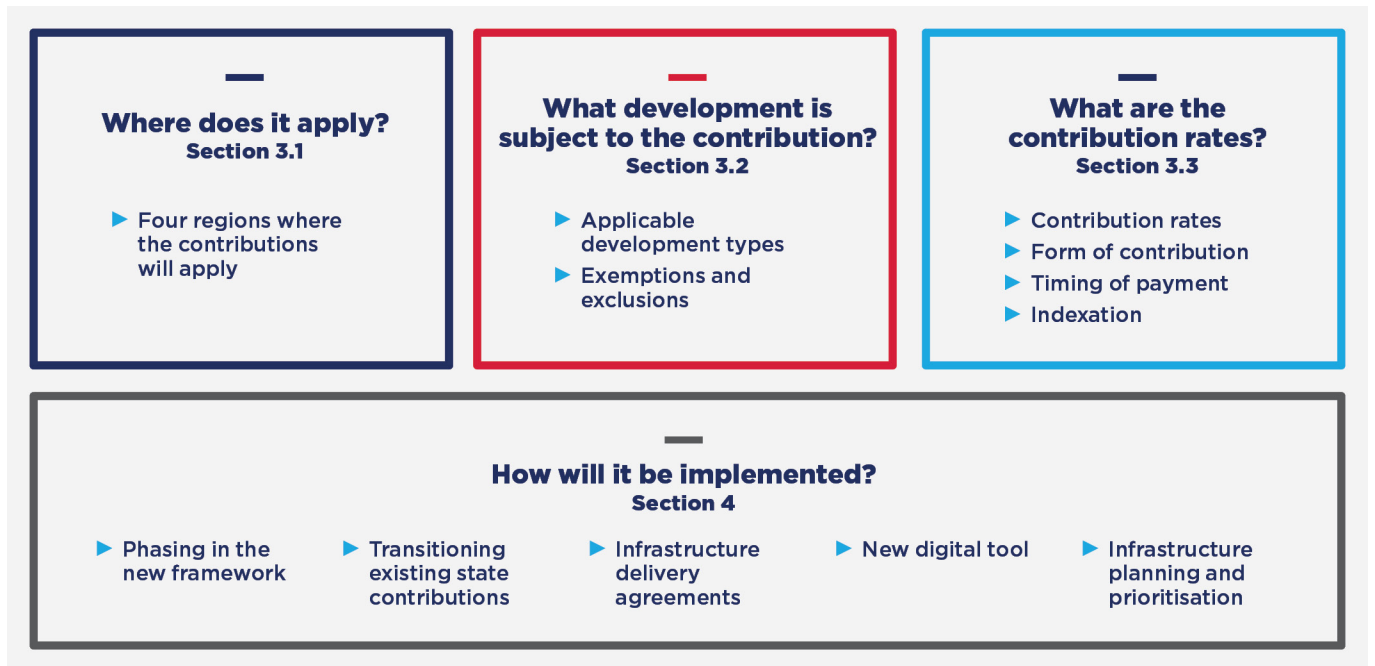 Where does it apply?
Section 3.1
Four regions where
the contributions
will apply
What development is
subject to the contribution?
Section 3.2
Applicable
development types
Exemptions and
exclusions
What are the
contribution rates?
Section 3.3
Contribution rates
Form of contribution
Timing of payment
Indexation
How will it be implemented?
Section 4
Phasing in the
new framework
Transitioning
existing state
contributions
Infrastructure
delivery
agreements
New digital tool
Infrastructure
planning and
prioritisation